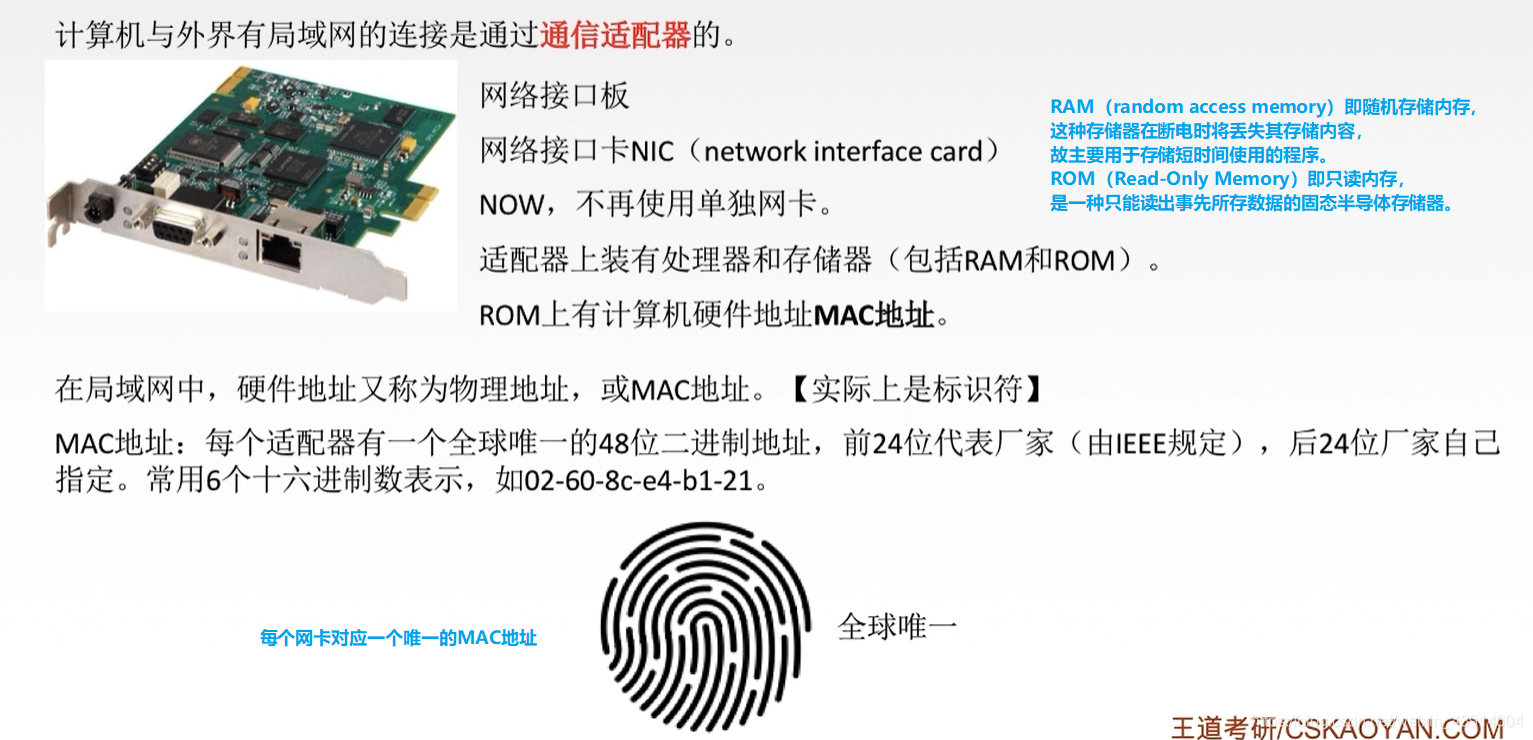 计算机与外界有局域网的连接是通过通信适配器的。
网络接口板
网络接口卡NIC（network interface card）
NOW，不再使用单独网卡。
适配器上装有处理器和存储器（包括RAM和ROM）。
ROM上有计算机硬件地址MAC地址。
RAM（random access memory）即随机存储内存，
这种存储器在断电时将丢失其存储内容，
故主要用于存储短时间使用的程序。
ROM（Read-Only Memory）即只读内存，
是一种只能读出事先所存数据的固态半导体存储器。
在局域网中，硬件地址又称为物理地址，或MAC地址。【实际上是标识符】
MAC地址：每个适配器有一个全球唯一的48位二进制地址，前24位代表厂家（由IEEE规定），后24位厂家自己
指定。常用6个十六进制数表示，如02-60-8c-e4-b1-21。
每个网卡对应一个唯一的MAC地址
全球唯一
王道考研/CSKAOYAN.COM